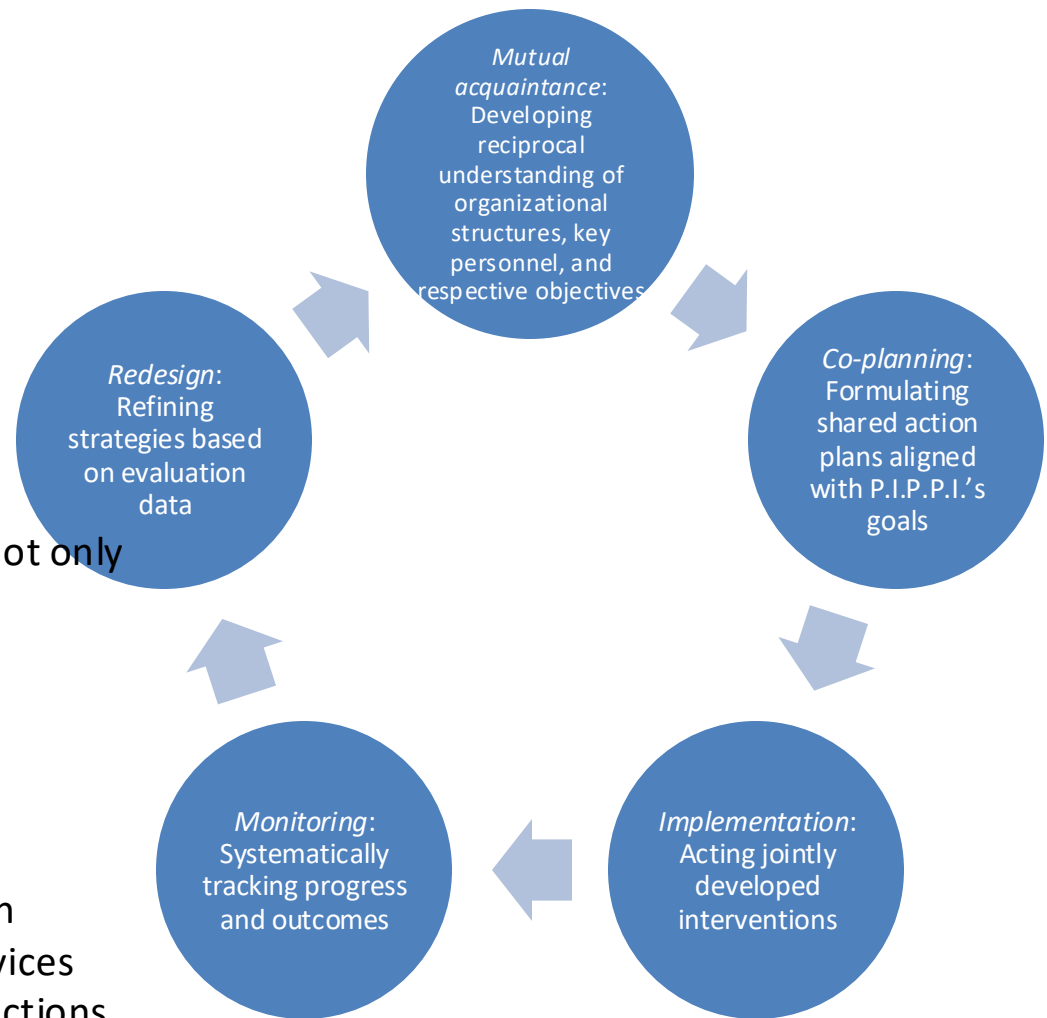 Mutual
acquaintance:
Developing
reciprocal
understanding of
organizational
structures, key
personnel, and
respective objectives
Co-planning:
Formulating
shared action
plans aligned
with P.I.P.P.I.’s
goals
Implementation:
Acting jointly
developed
interventions
Monitoring:
Systematically
tracking progress
and outcomes
Redesign:
Refining
strategies based
on evaluation
data
only